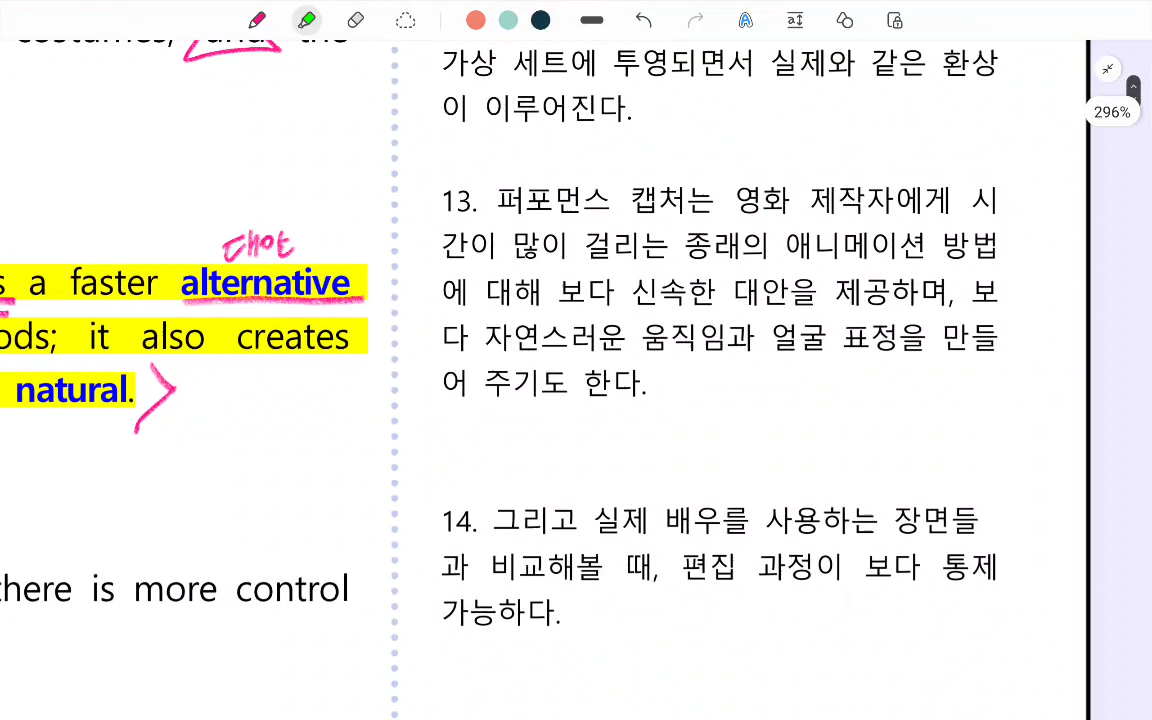 costumes, and the
가상 세트에 투영되면서 실제와 같은 환상
이 이루어진다.
296%
13. 퍼포먼스 캡처는 영화 제작자에게 시
간이 많이 걸리는 종래의 애니메이션 방법
에 대해 보다 신속한 대안을 제공하며, 보
다 자연스러운 움직임과 얼굴 표정을 만들
어 주기도 한다.
대안
s a faster alternative
ods; it also creates
natural.
14. 그리고 실제 배우를 사용하는 장면들
과 비교해볼 때, 편집 과정이 보다 통제
가능하다.
there is more control